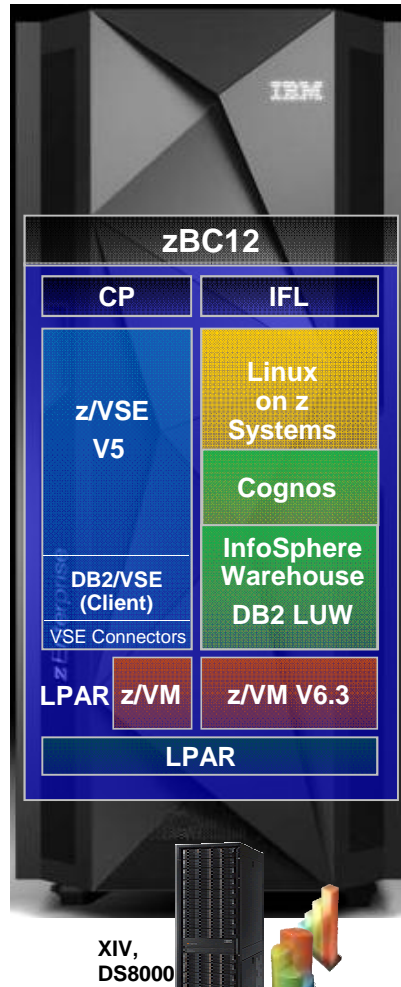 IBM
zBC12
CP
IFL
z/VSE
V5
DB2/VSE
(Client)
VSE Connectors
Linux
on z
Systems
Cognos
InfoSphere
Warehouse
DB2 LUW
zEnterprise
LPAR
z/VM
z/VM V6.3
LPAR
XIV,
DS8000